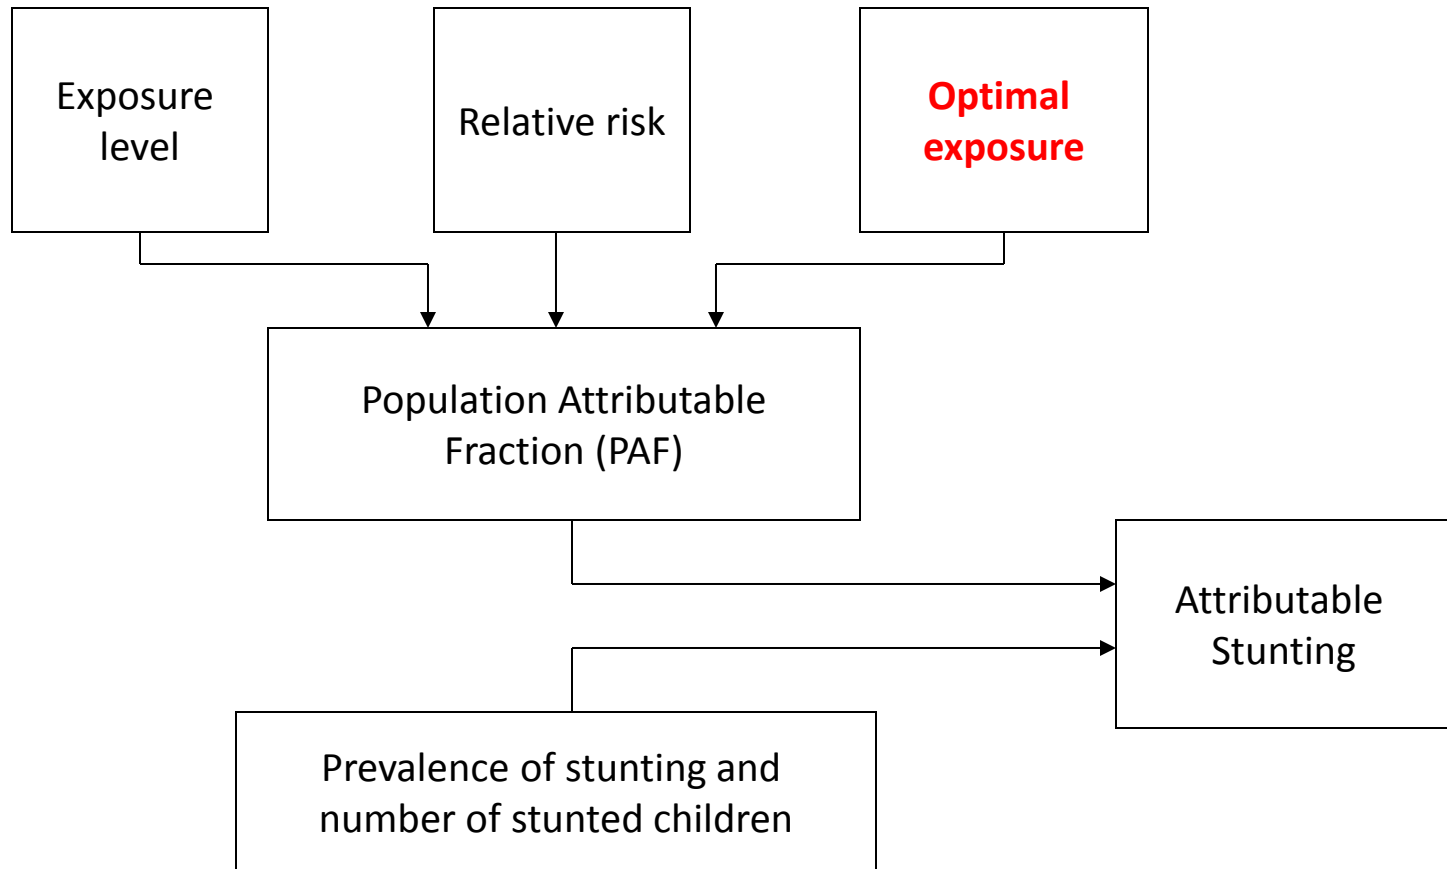 Exposure
level
Relative risk
Optimal
exposure
Population Attributable
Fraction (PAF)
Attributable
Stunting
Prevalence of stunting and
number of stunted children